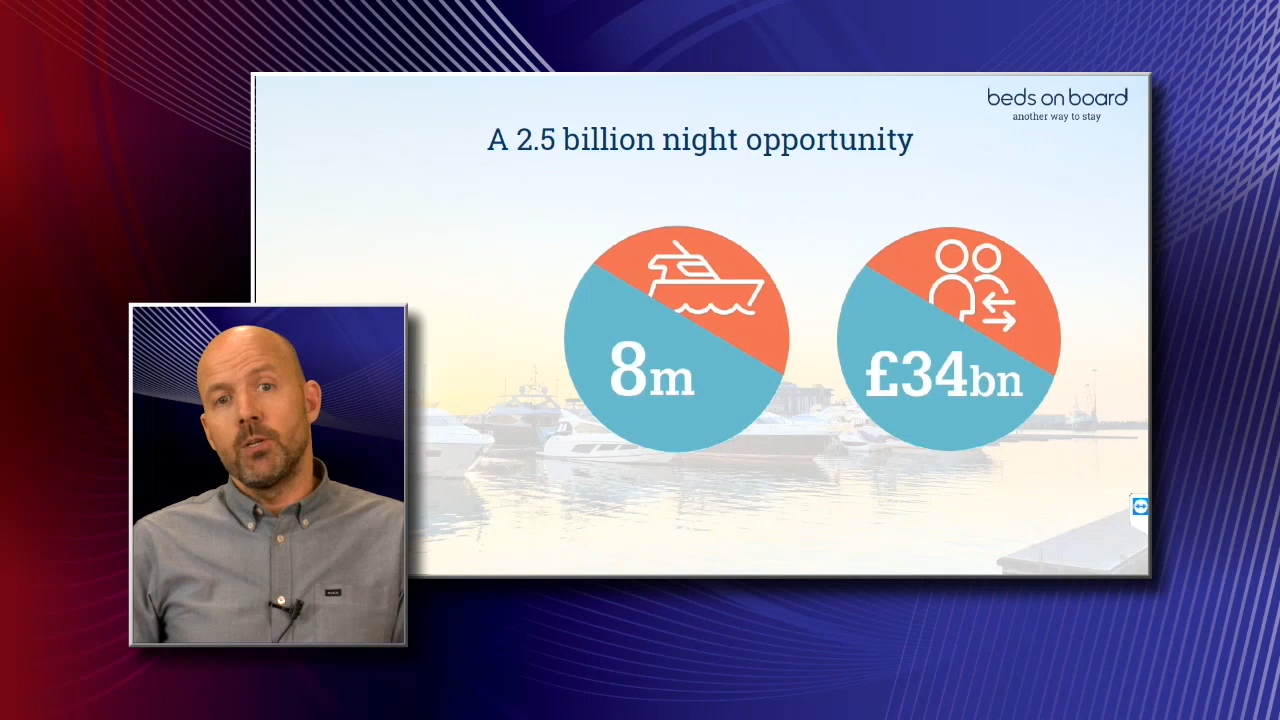 beds on board
another way to stay
A 2.5 billion night opportunity
8m
£34bn